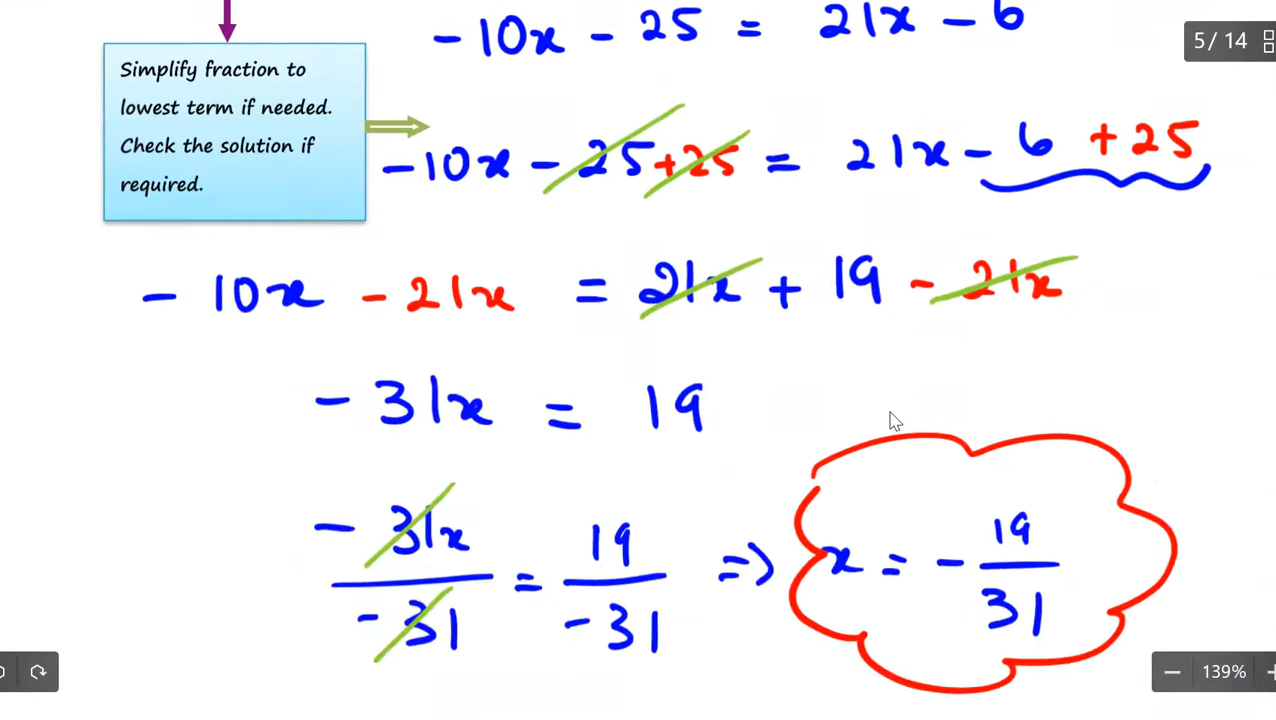 -10x - 25 = 21x - 6
5 / 14
Simplify fraction to
lowest term if needed.
Check the solution if
required.
-10x - 25 + 25 = 21x - 6 + 25
- 10x - 21x = 21x + 19 - 21x
- 31x = 19
- 31x / -31 = 19 / -31 => x = - 19 / 31
139%